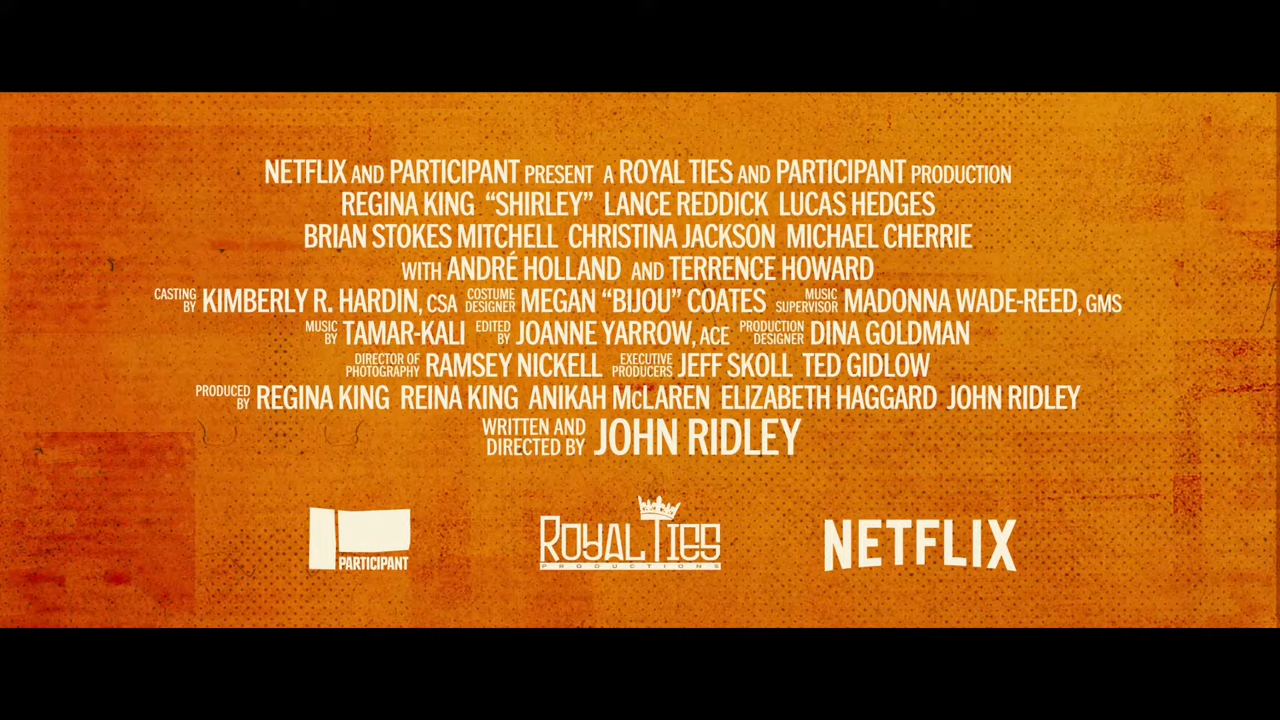 NETFLIX AND PARTICIPANT PRESENT A ROYAL TIES AND PARTICIPANT PRODUCTION
REGINA KING “SHIRLEY” LANCE REDDICK LUCAS HEDGES
BRIAN STOKES MITCHELL CHRISTINA JACKSON MICHAEL CHERRIE
WITH ANDRÉ HOLLAND AND TERRENCE HOWARD
CASTING BY KIMBERLY R. HARDIN, CSA COSTUME DESIGNER MEGAN “BIJOU” COATES MUSIC SUPERVISOR MADONNA WADE-REED, GMS
MUSIC BY TAMAR-KALI EDITED BY JOANNE YARROW, ACE PRODUCTION DESIGNER DINA GOLDMAN
DIRECTOR OF PHOTOGRAPHY RAMSEY NICKELL EXECUTIVE PRODUCERS JEFF SKOLL TED GIDLOW
PRODUCED BY REGINA KING REINA KING ANIKAH McLAREN ELIZABETH HAGGARD JOHN RIDLEY
WRITTEN AND DIRECTED BY JOHN RIDLEY
PARTICIPANT
ROYAL TIES
PRODUCTIONS
NETFLIX